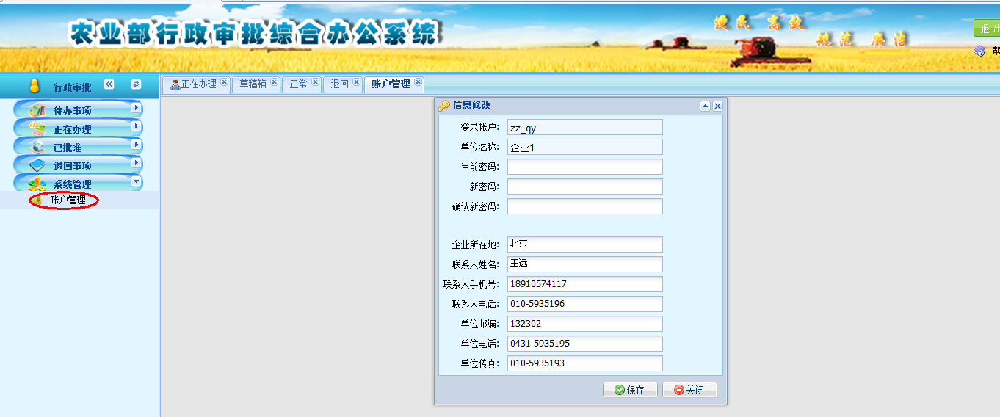 农业部行政审批综合办公系统
便民 高效
规范 廉洁
退出
帮
行政审批
正在办理
草稿箱
正常
退回
账户管理
待办事项
正在办理
已批准
退回事项
系统管理
账户管理
信息修改
登录帐户: zz_qy
单位名称: 企业1
当前密码:
新密码:
确认新密码:
企业所在地: 北京
联系人姓名: 王远
联系人手机号: 18910574117
联系人电话: 010-5935196
单位邮编: 132302
单位电话: 0431-5935195
单位传真: 010-5935193
保存
关闭